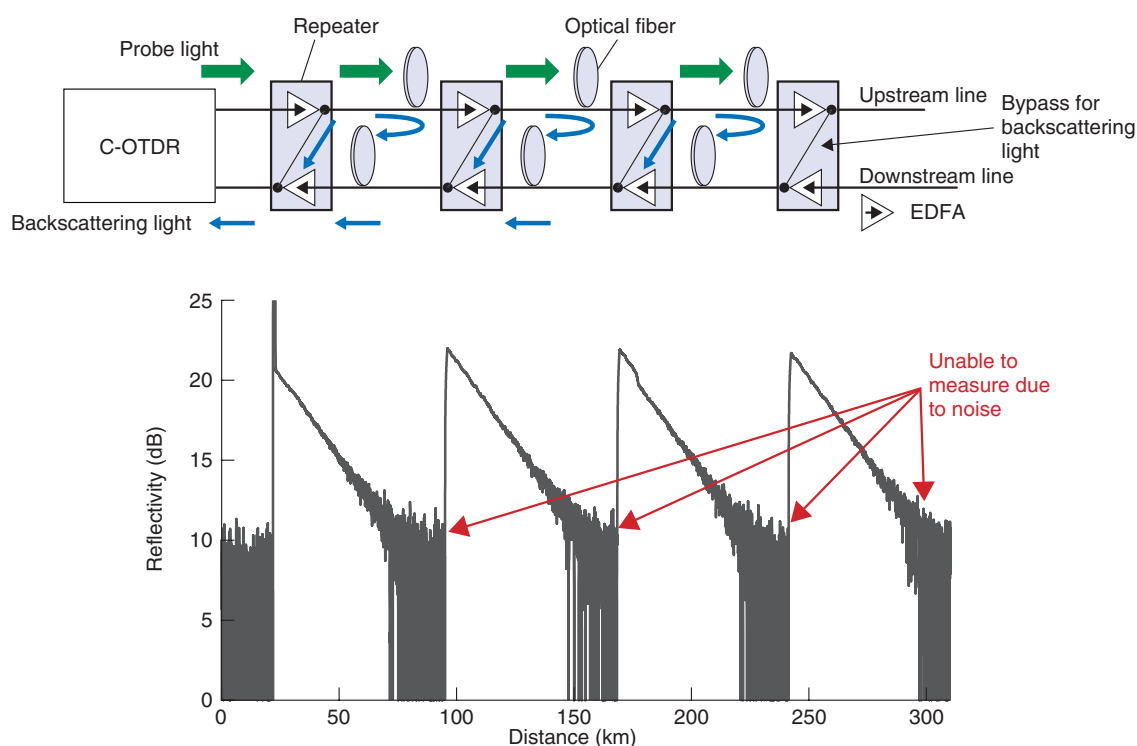 Repeater
Optical fiber
Probe light
C-OTDR
Upstream line
Bypass for
backscattering
light
Downstream line
Backscattering light
EDFA
25
20
15
10
5
0
Reflectivity (dB)
Unable to
measure due
to noise
0
50
100
150
200
250
300
Distance (km)